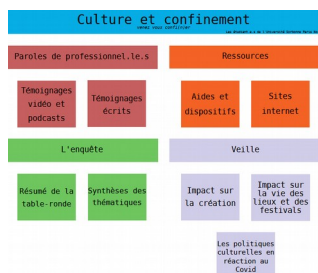 Culture et confinement
Paroles de professionnel.le.s
Ressources
Témoignages
vidéo et
podcasts
Témoignages
écrits
Aides et
dispositifs
Sites
internet
L'enquête
Veille
Résumé de la
table-ronde
Synthèses des
thématiques
Impact sur
la création
Impact sur
la vie des
lieux et des
festivals
Les politiques
culturelles en
réaction au
Covid